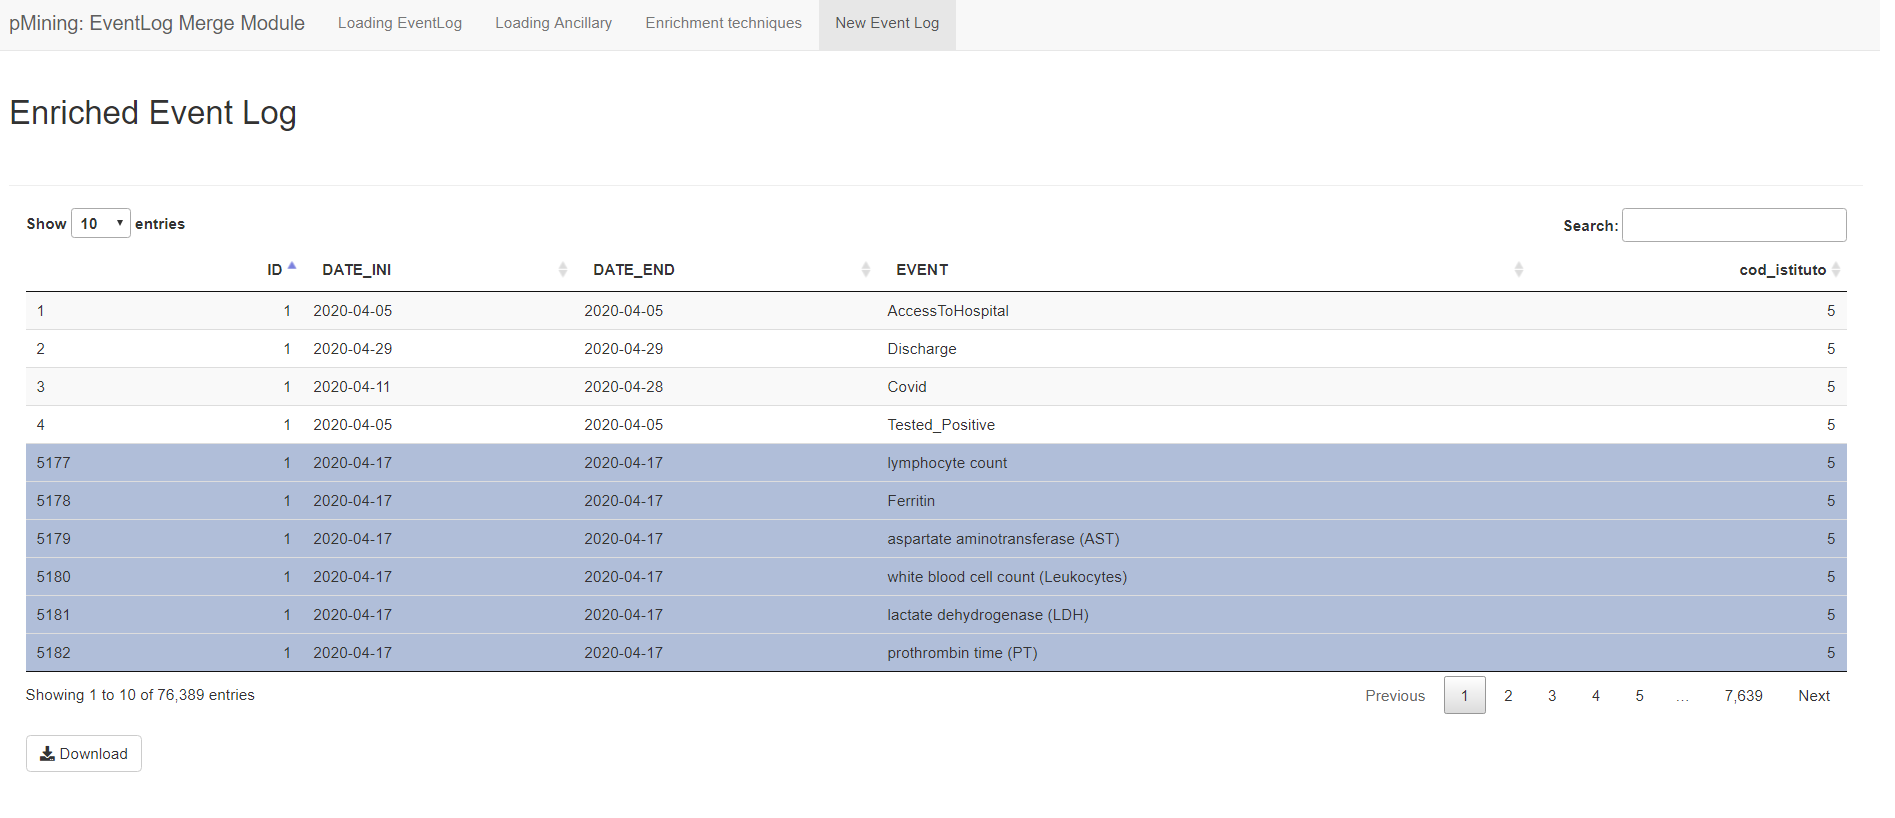 pMining: EventLog Merge Module Loading EventLog Loading Ancillary Enrichment techniques New Event Log
Enriched Event Log
Show 10 entries Search:
ID DATE_INI DATE_END EVENT cod_istituto
1 1 2020-04-05 2020-04-05 AccessToHospital 5
2 1 2020-04-29 2020-04-29 Discharge 5
3 1 2020-04-11 2020-04-28 Covid 5
4 1 2020-04-05 2020-04-05 Tested_Positive 5
5177 1 2020-04-17 2020-04-17 lymphocyte count 5
5178 1 2020-04-17 2020-04-17 Ferritin 5
5179 1 2020-04-17 2020-04-17 aspartate aminotransferase (AST) 5
5180 1 2020-04-17 2020-04-17 white blood cell count (Leukocytes) 5
5181 1 2020-04-17 2020-04-17 lactate dehydrogenase (LDH) 5
5182 1 2020-04-17 2020-04-17 prothrombin time (PT) 5
Showing 1 to 10 of 76,389 entries Previous 1 2 3 4 5 … 7,639 Next
Download